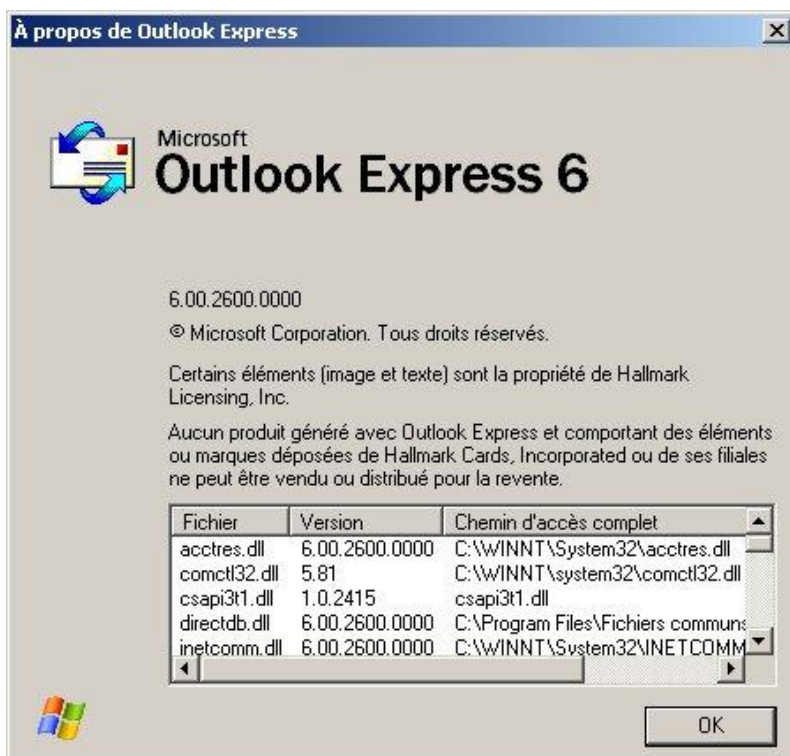 À propos de Outlook Express
Microsoft
Outlook Express 6
6.00.2600.0000
© Microsoft Corporation. Tous droits réservés.
Certains éléments (image et texte) sont la propriété de Hallmark
Licensing, Inc.
Aucun produit généré avec Outlook Express et comportant des éléments
ou marques déposées de Hallmark Cards, Incorporated ou de ses filiales
ne peut être vendu ou distribué pour la revente.
Fichier Version Chemin d'accès complet
acctres.dll 6.00.2600.0000 C:\WINNT\System32\acctres.dll
comctl32.dll 5.81 C:\WINNT\system32\comctl32.dll
csapi3t1.dll 1.0.2415 csapi3t1.dll
directdb.dll 6.00.2600.0000 C:\Program Files\Fichiers communs
inetcomm.dll 6.00.2600.0000 C:\WINNT\System32\INETCOMM
OK